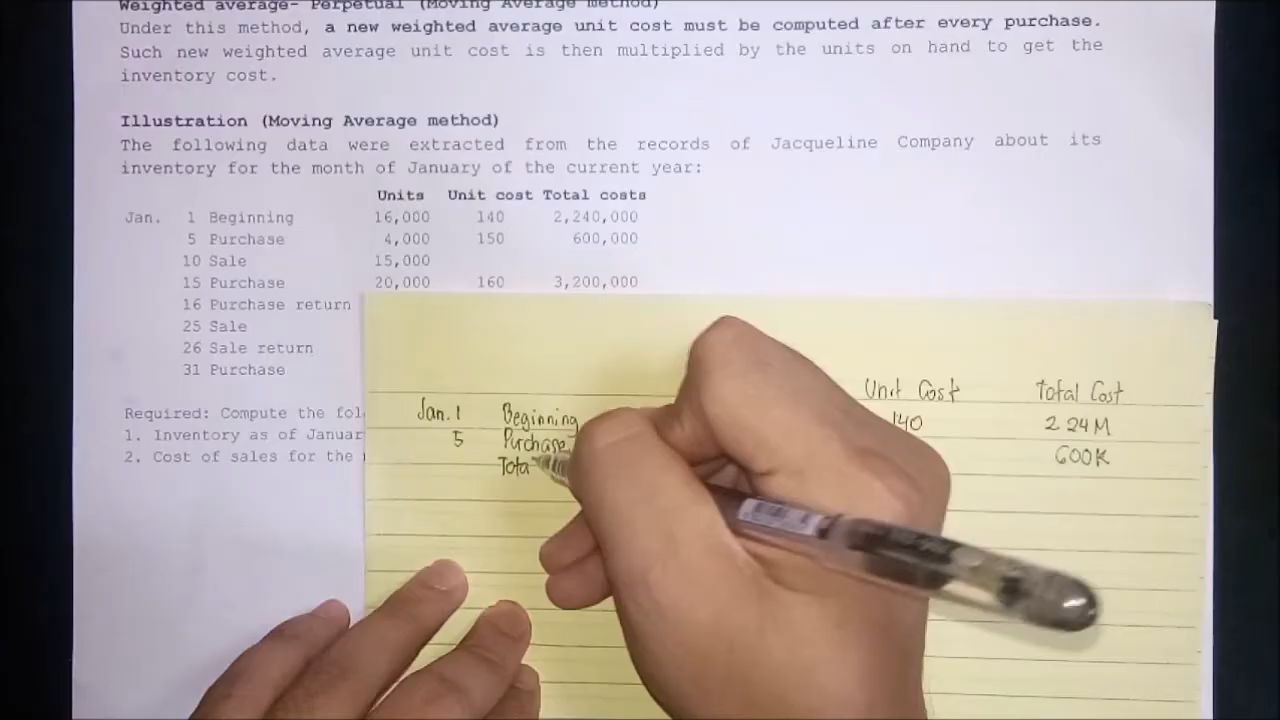 Weighted average- Perpetual (Moving Average method)
Under this method, a new weighted average unit cost must be computed after every purchase.
Such new weighted average unit cost is then multiplied by the units on hand to get the
inventory cost.
Illustration (Moving Average method)
The following data were extracted from the records of Jacqueline Company about its
inventory for the month of January of the current year:
Units Unit cost Total costs
Jan. 1 Beginning 16,000 140 2,240,000
5 Purchase 4,000 150 600,000
10 Sale 15,000
15 Purchase 20,000 160 3,200,000
16 Purchase return
25 Sale
26 Sale return
31 Purchase
Required: Compute the fol
1. Inventory as of Januar
2. Cost of sales for the
Unit Cost Total Cost
Jan. 1 Beginning 140 2.24M
5 Purchase 600K
Tota